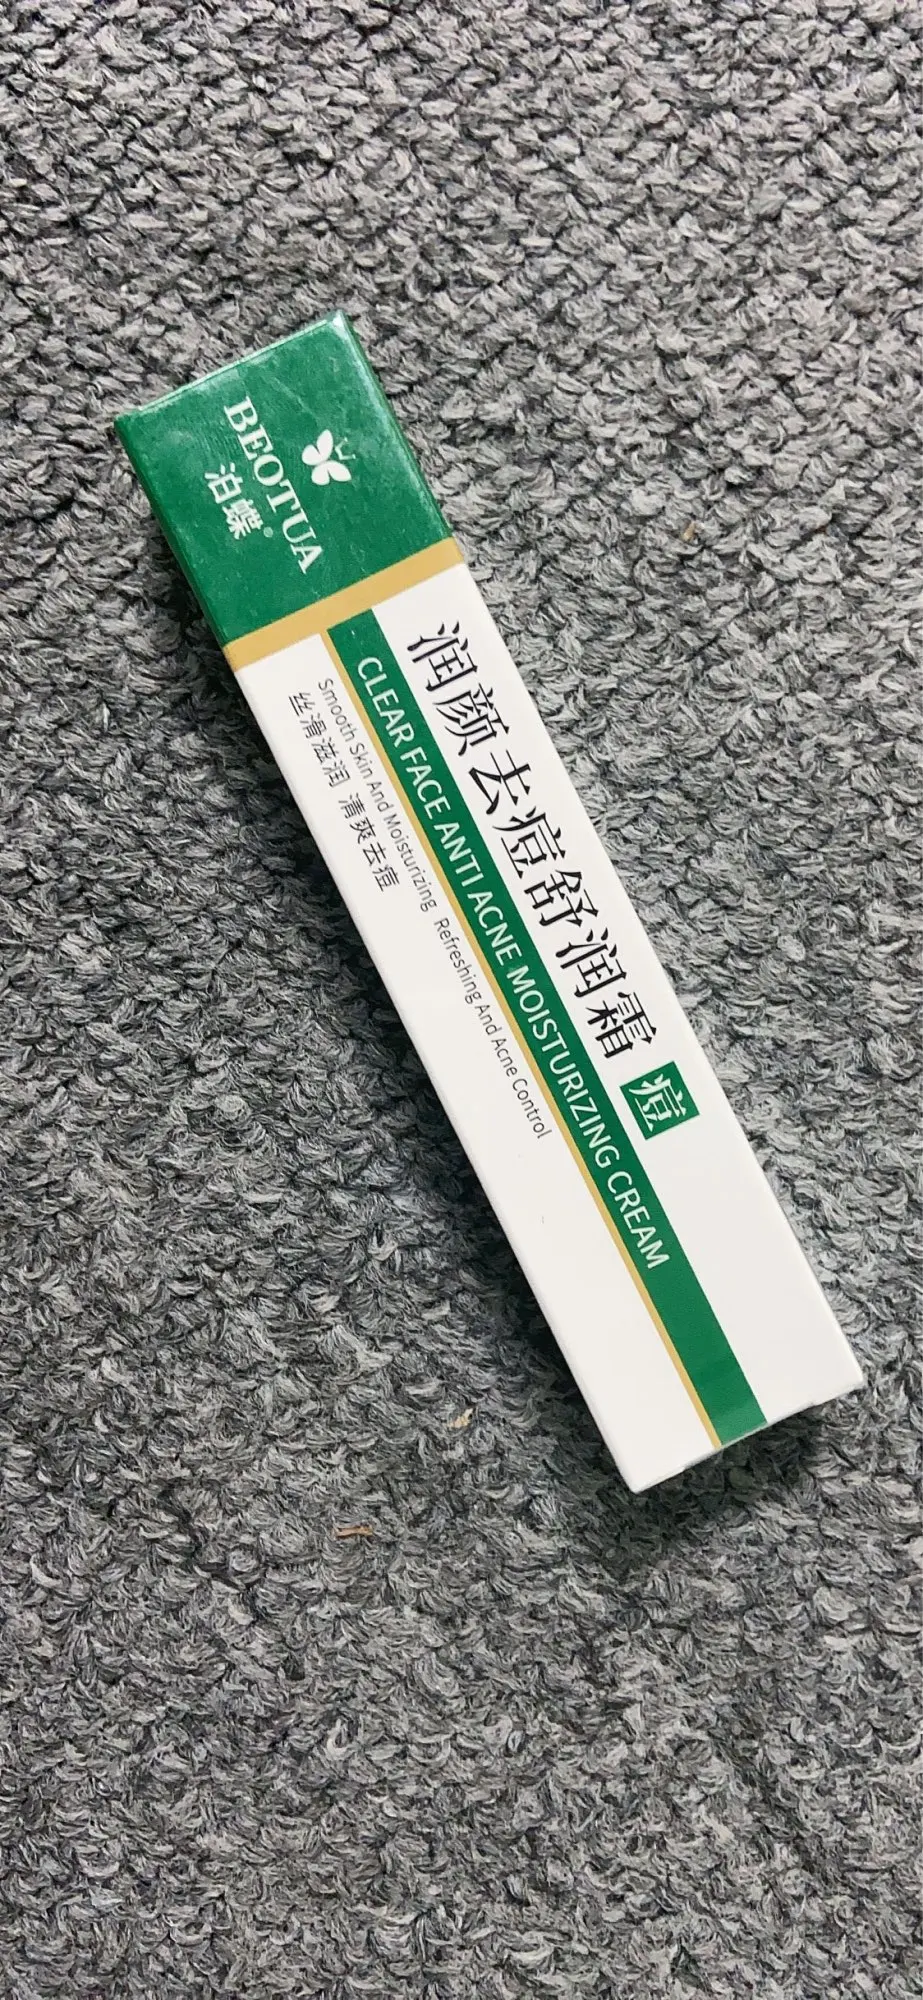 BEOTUA
泊蝶®
润颜去痘舒润霜 痘
CLEAR FACE ANTI ACNE MOISTURIZING CREAM
Smooth Skin And Moisturizing Refreshing And Acne Control
丝滑滋润 清爽去痘